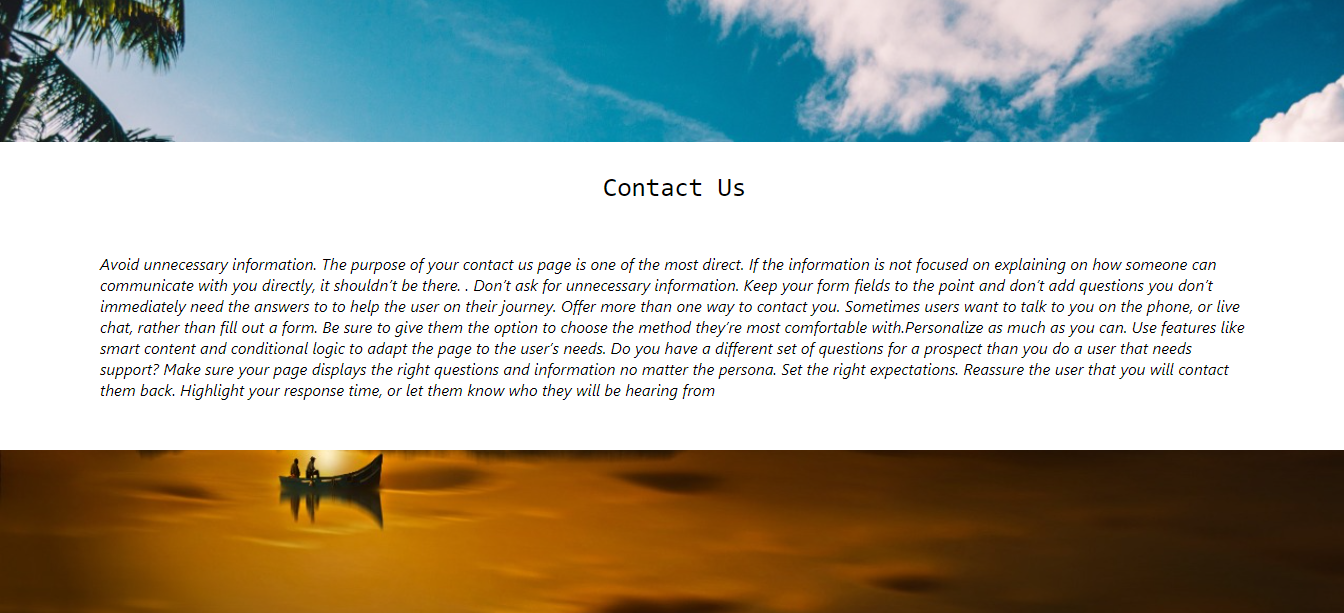 Contact Us
Avoid unnecessary information. The purpose of your contact us page is one of the most direct. If the information is not focused on explaining on how someone can
communicate with you directly, it shouldn't be there. . Don't ask for unnecessary information. Keep your form fields to the point and don't add questions you don't
immediately need the answers to to help the user on their journey. Offer more than one way to contact you. Sometimes users want to talk to you on the phone, or live
chat, rather than fill out a form. Be sure to give them the option to choose the method they're most comfortable with.Personalize as much as you can. Use features like
smart content and conditional logic to adapt the page to the user's needs. Do you have a different set of questions for a prospect than you do a user that needs
support? Make sure your page displays the right questions and information no matter the persona. Set the right expectations. Reassure the user that you will contact
them back. Highlight your response time, or let them know who they will be hearing from